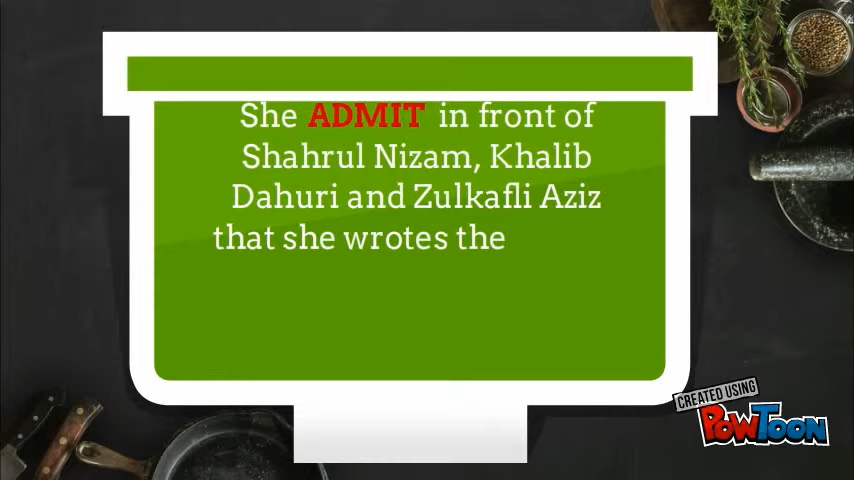 She ADMIT in front of
Shahrul Nizam, Khalib
Dahuri and Zulkafli Aziz
that she wrotes the
CREATED USING
POWTOON